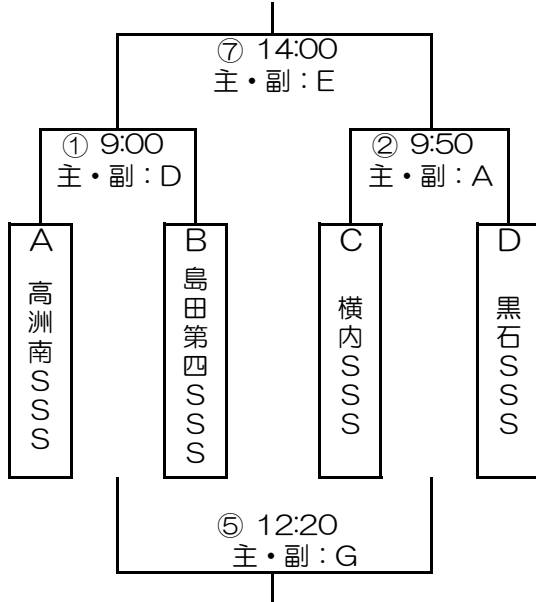 ⑦ 14:00
主・副：E
① 9:00
主・副：D
② 9:50
主・副：A
A
高洲南SSS
B
島田第四SSS
C
横内SSS
D
黒石SSS
⑤ 12:20
主・副：G